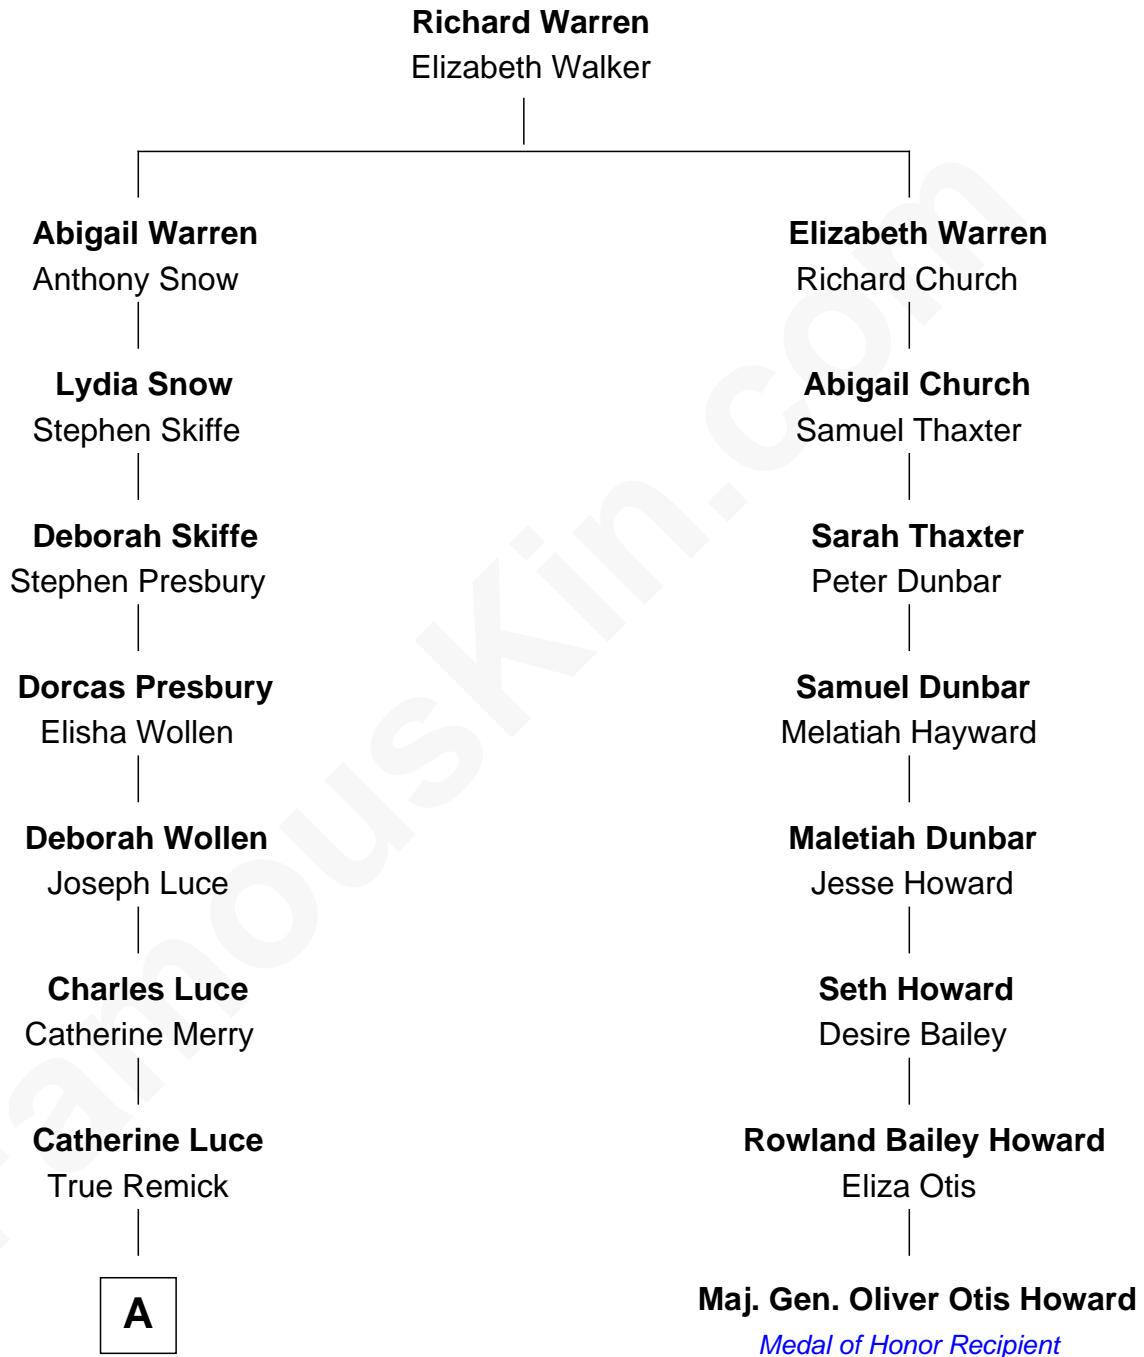 Richard Warren
Elizabeth Walker
Abigail Warren
Anthony Snow
Elizabeth Warren
Richard Church
Lydia Snow
Stephen Skiffe
Abigail Church
Samuel Thaxter
Deborah Skiffe
Stephen Presbury
Sarah Thaxter
Peter Dunbar
Dorcas Presbury
Elisha Wollen
Samuel Dunbar
Melatiah Hayward
Deborah Wollen
Joseph Luce
Maletiah Dunbar
Jesse Howard
Charles Luce
Catherine Merry
Seth Howard
Desire Bailey
Catherine Luce
True Remick
Rowland Bailey Howard
Eliza Otis
A
Maj. Gen. Oliver Otis Howard
Medal of Honor Recipient
FamousKin.com